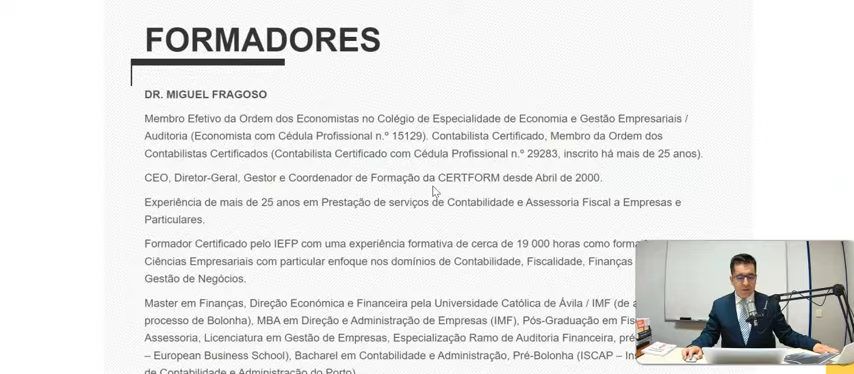 FORMADORES
DR. MIGUEL FRAGOSO
Membro Efetivo da Ordem dos Economistas no Colégio de Especialidade de Economia e Gestão Empresariais /
Auditoria (Economista com Cédula Profissional n.º 15129). Contabilista Certificado, Membro da Ordem dos
Contabilistas Certificados (Contabilista Certificado com Cédula Profissional n.º 29283, inscrito há mais de 25 anos).
CEO, Diretor-Geral, Gestor e Coordenador de Formação da CERTFORM desde Abril de 2000.
Experiência de mais de 25 anos em Prestação de serviços de Contabilidade e Assessoria Fiscal a Empresas e
Particulares.
Formador Certificado pelo IEFP com uma experiência formativa de cerca de 19 000 horas como
Ciências Empresariais com particular enfoque nos domínios de Contabilidade, Fiscalidade, Finanças
Gestão de Negócios.
Master em Finanças, Direção Económica e Financeira pela Universidade Católica de Ávila / IMF (de
processo de Bolonha), MBA em Direção e Administração de Empresas (IMF), Pós-Graduação em
Assessoria, Licenciatura em Gestão de Empresas, Especialização Ramo de Auditoria Financeira,
– European Business School), Bacharel em Contabilidade e Administração, Pré-Bolonha (ISCAP –
de Contabilidade e Administração do Porto)